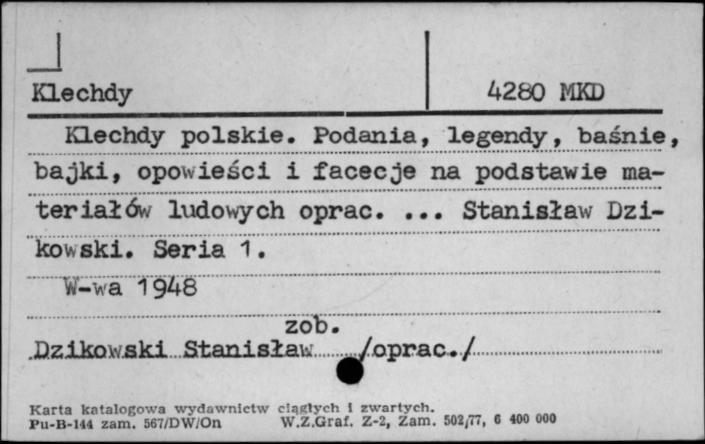 Klechdy 4280 MKD
Klechdy polskie. Podania, legendy, baśnie,
bajki, opowieści i facecje na podstawie ma-
teriałów ludowych oprac. ... Stanisław Dzi-
kowski. Seria 1.
W-wa 1948
zob.
Dzikowski Stanisław /oprac./
Karta katalogowa wydawnictw ciągłych i zwartych.
Pu-B-144 zam. 567/DW/On W.Z.Graf. Z-2, Zam. 502/77, 6 400 000